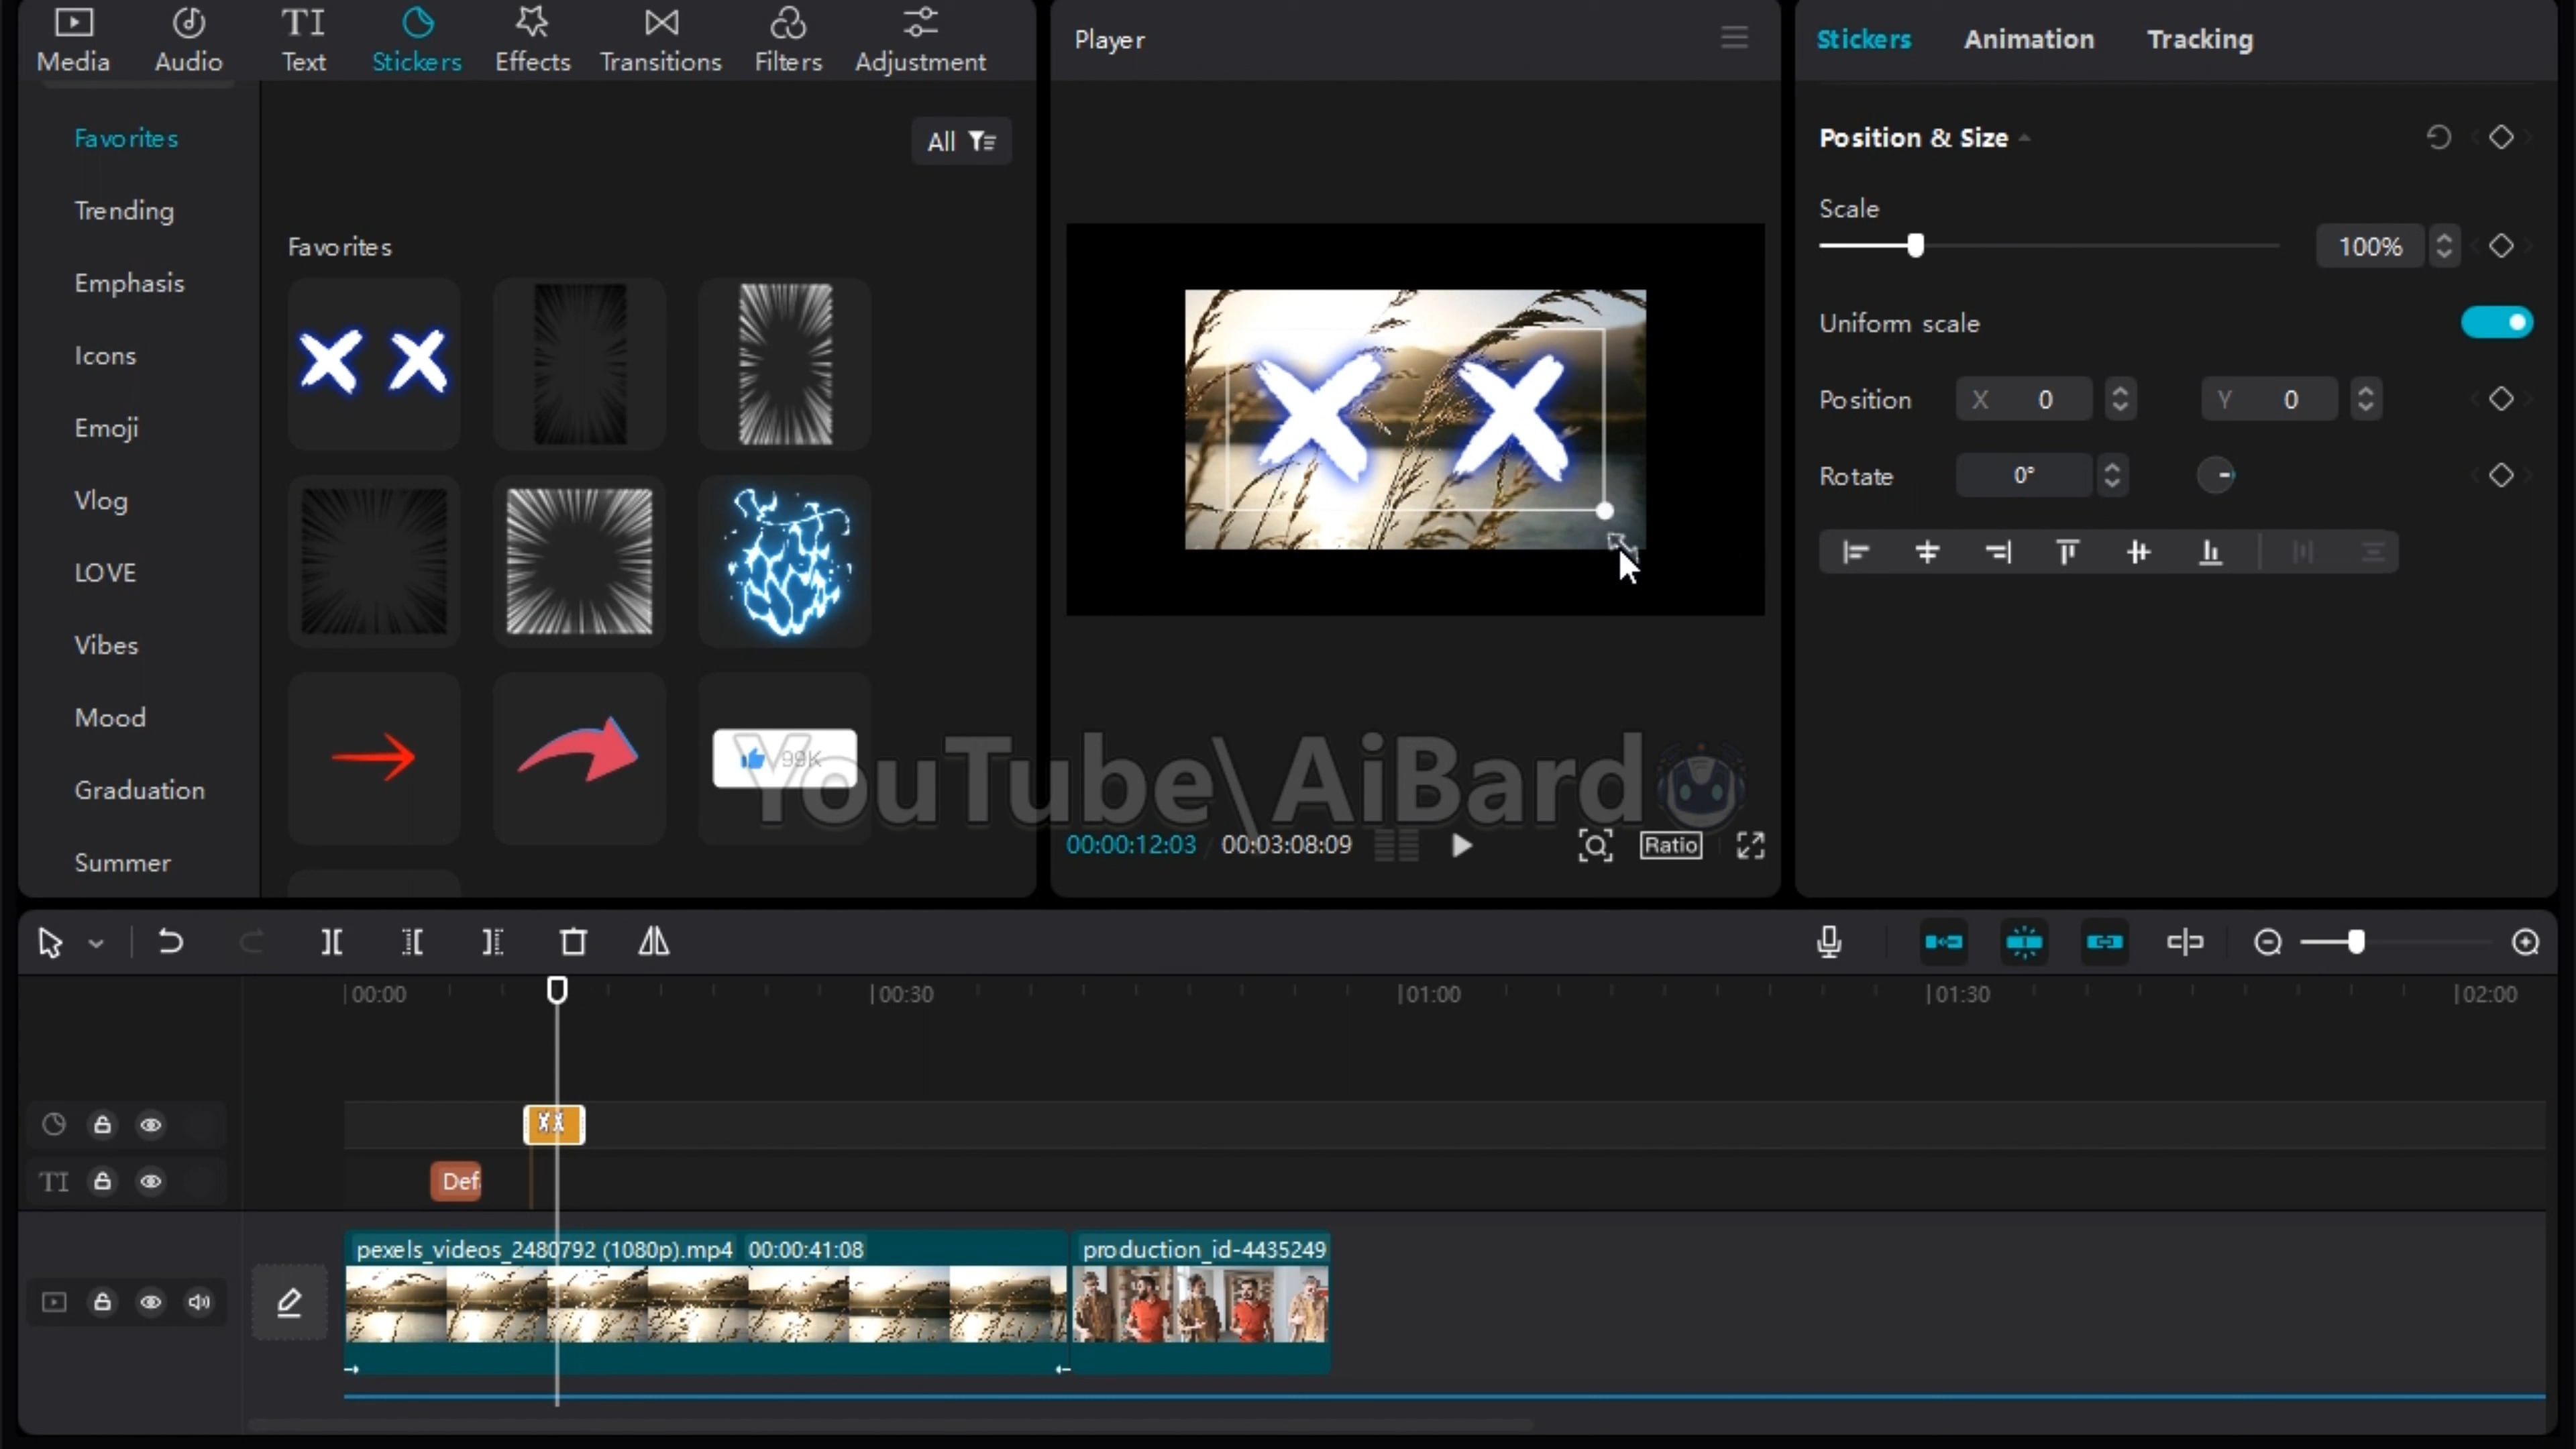 Media Audio Text Stickers Effects Transitions Filters Adjustment
Favorites
Trending
Emphasis
Icons
Emoji
Vlog
LOVE
Vibes
Mood
Graduation
Summer
All
Favorites
99K
Player
YouTube\AiBard
00:00:12:03 / 00:03:08:09 Ratio
Stickers Animation Tracking
Position & Size
Scale
100%
Uniform scale
Position X 0 Y 0
Rotate 0°
00:00 00:30 01:00 01:30 02:00
TI Def
pexels_videos_2480792 (1080p).mp4 00:00:41:08 production_id-4435249